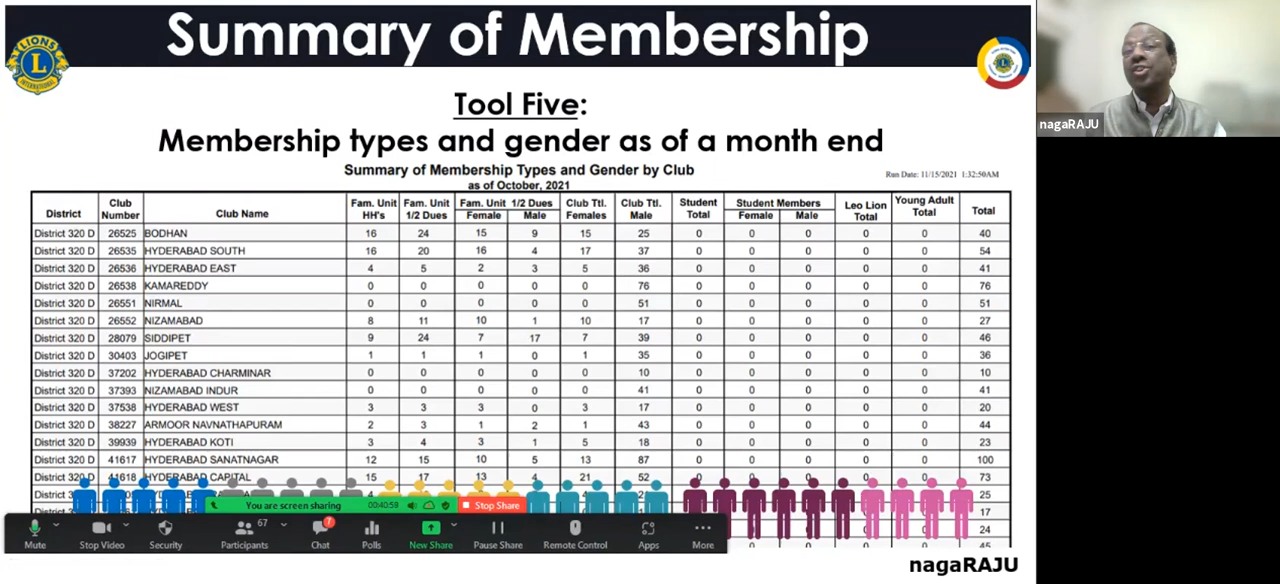 Summary of Membership
LIONS
L
INTERNATIONAL
Tool Five:
Membership types and gender as of a month end
Summary of Membership Types and Gender by Club
as of October, 2021
Run Date: 11/15/2021 1:32:50AM
District Club Number Club Name Fam. Unit HH's Fam. Unit 1/2 Dues Fam. Unit 1/2 Dues Female Male Club Ttl. Females Club Ttl. Male Student Total Student Members Female Male Leo Lion Total Young Adult Total Total
District 320 D 26525 BODHAN 16 24 15 9 15 25 0 0 0 0 0 40
District 320 D 26535 HYDERABAD SOUTH 16 20 16 4 17 37 0 0 0 0 0 54
District 320 D 26536 HYDERABAD EAST 4 5 2 3 5 36 0 0 0 0 0 41
District 320 D 26538 KAMAREDDY 0 0 0 0 0 76 0 0 0 0 0 76
District 320 D 26551 NIRMAL 0 0 0 0 0 51 0 0 0 0 0 51
District 320 D 26552 NIZAMABAD 8 11 10 1 10 17 0 0 0 0 0 27
District 320 D 28079 SIDDIPET 9 24 7 17 7 39 0 0 0 0 0 46
District 320 D 30403 JOGIPET 1 1 1 0 1 35 0 0 0 0 0 36
District 320 D 37202 HYDERABAD CHARMINAR 0 0 0 0 0 10 0 0 0 0 0 10
District 320 D 37393 NIZAMABAD INDUR 0 0 0 0 0 41 0 0 0 0 0 41
District 320 D 37538 HYDERABAD WEST 3 3 3 0 3 17 0 0 0 0 0 20
District 320 D 38227 ARMOOR NAVNATHAPURAM 2 3 1 2 1 43 0 0 0 0 0 44
District 320 D 39939 HYDERABAD KOTI 3 4 3 1 5 18 0 0 0 0 0 23
District 320 D 41617 HYDERABAD SANATNAGAR 12 15 10 5 13 87 0 0 0 0 0 100
District 320 D 41618 HYDERABAD CAPITAL 15 17 13 4 21 52 0 0 0 0 0 73
25
17
24
You are screen sharing 00:40:59 Stop Share
67 7
Mute Stop Video Security Participants Chat Polls New Share Pause Share Remote Control Apps More
nagaRAJU
nagaRAJU